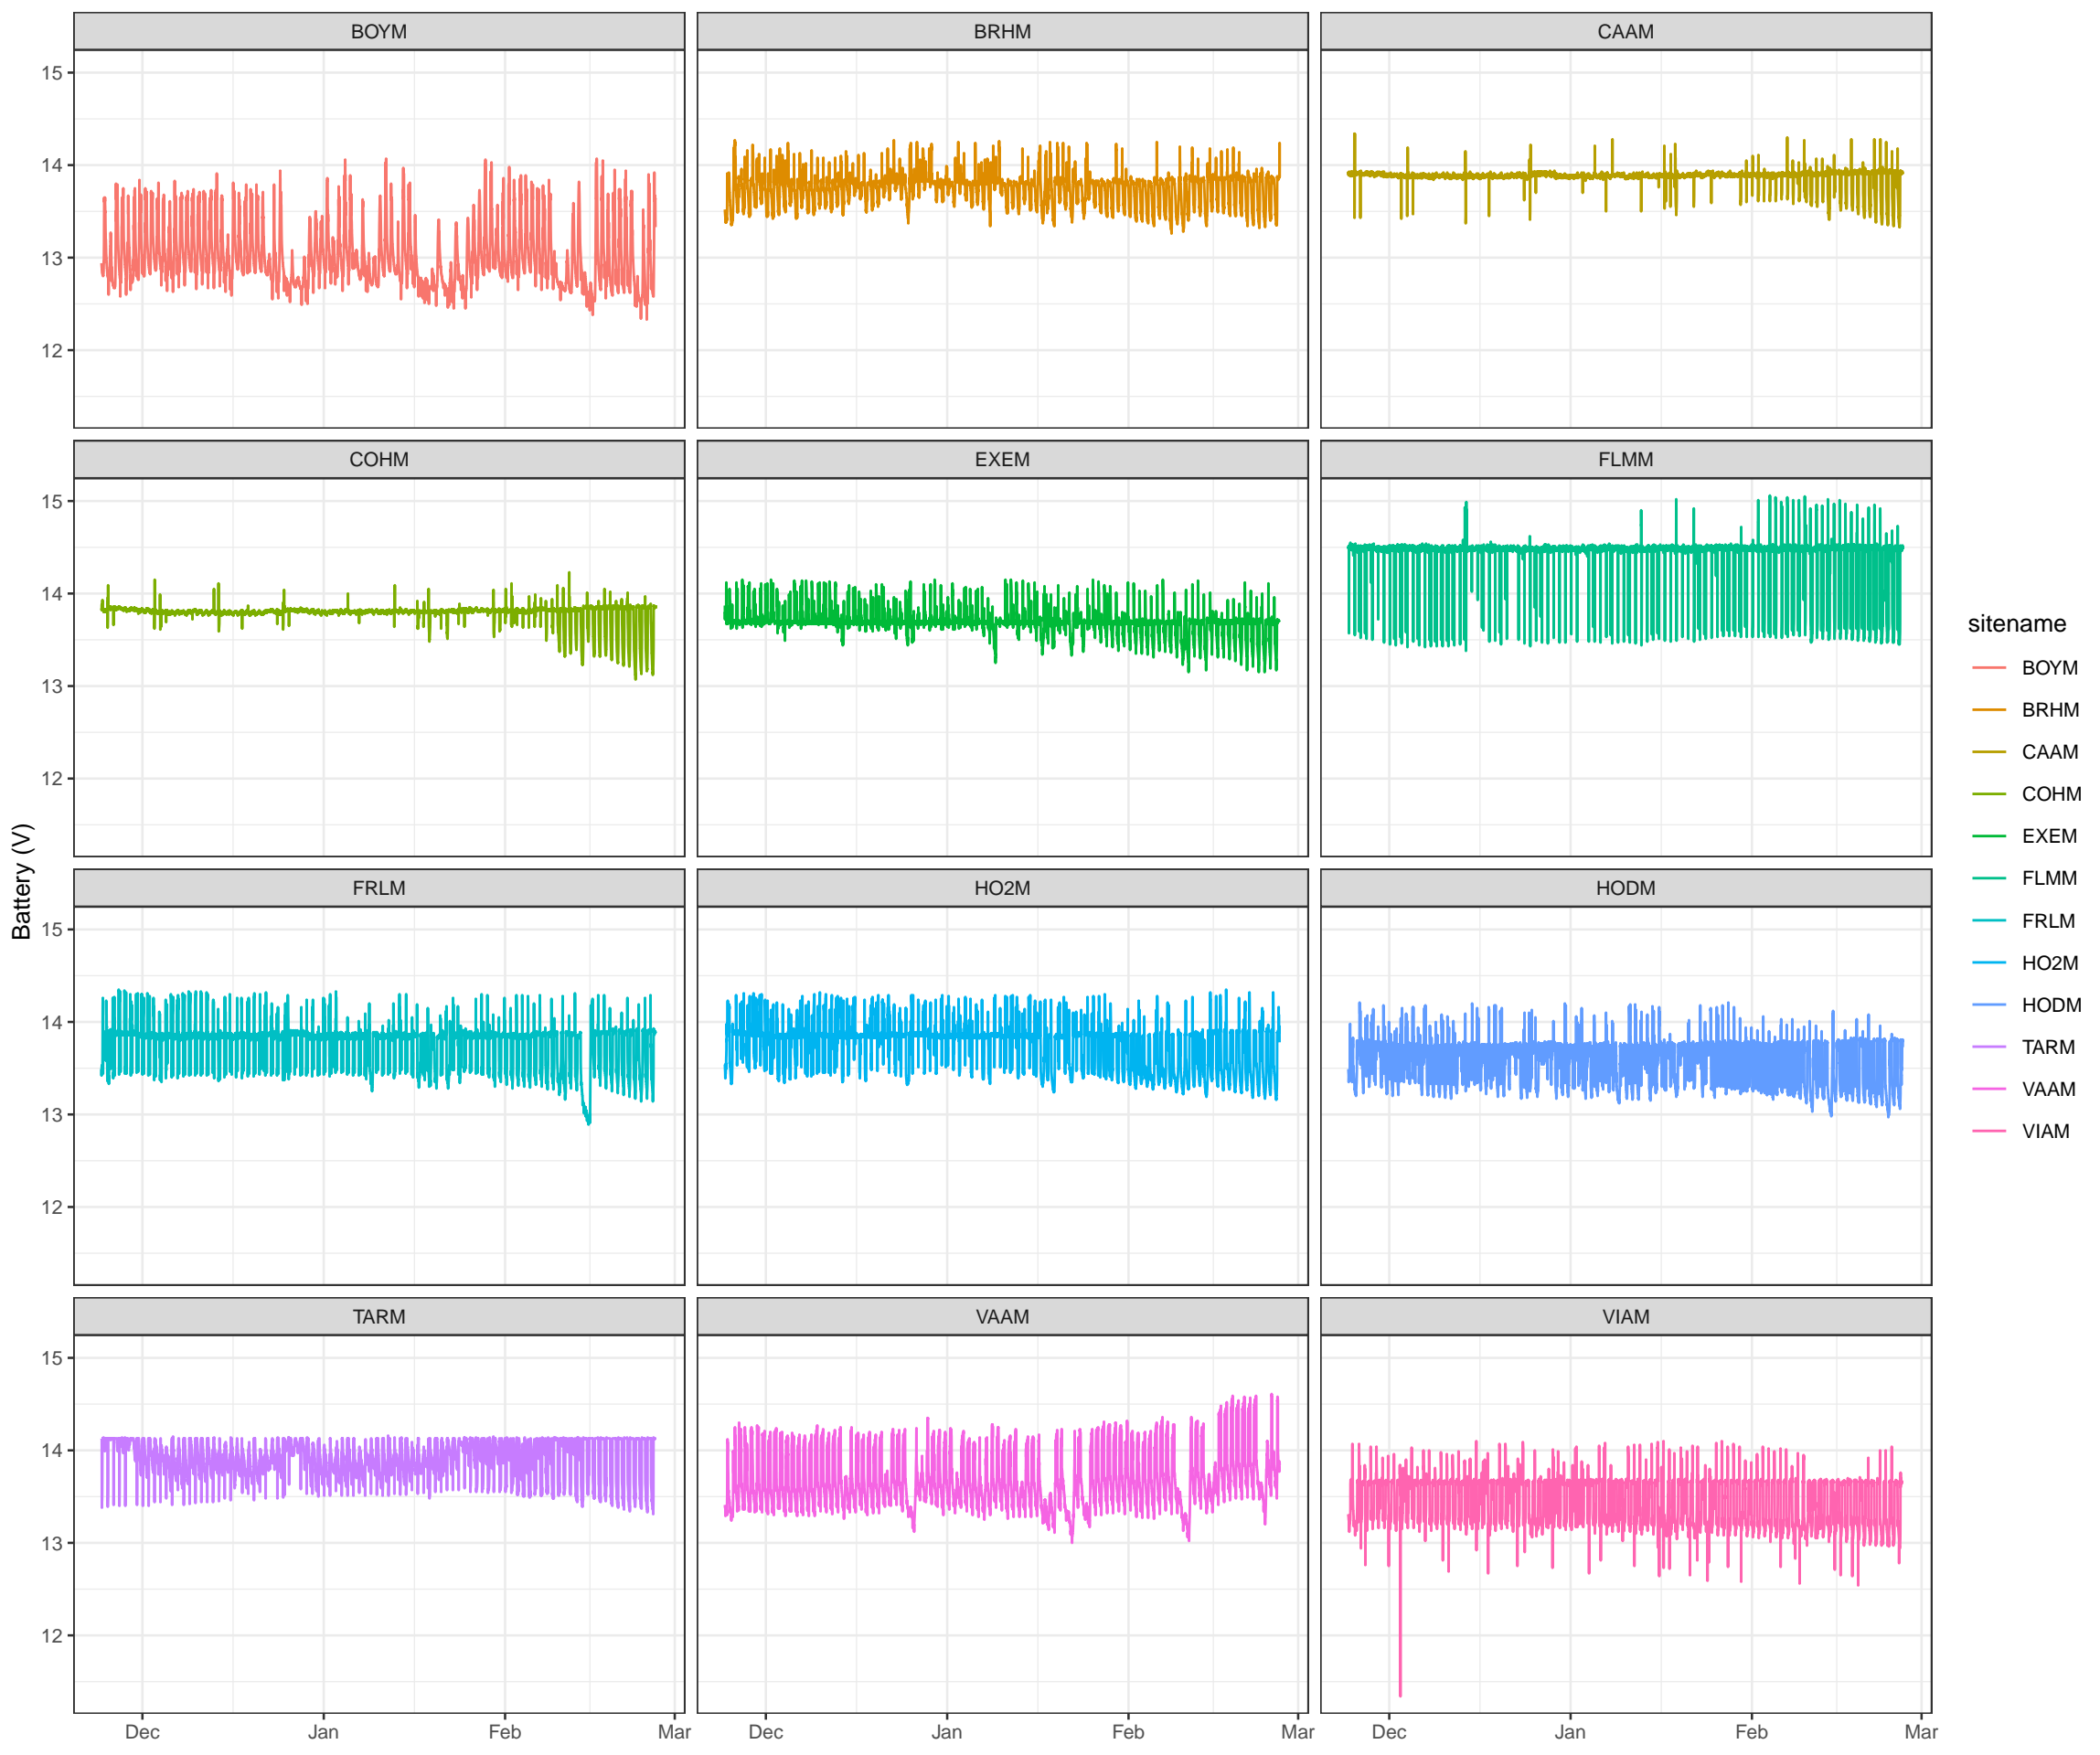 BOYM BRHM CAAM
15
14
13
12
COHM EXEM FLMM
15
14
13
12
FRLM HO2M HODM
15
14
13
12
TARM VAAM VIAM
15
14
13
12
Dec Jan Feb Mar Dec Jan Feb Mar Dec Jan Feb Mar
Battery (V)
sitename
BOYM
BRHM
CAAM
COHM
EXEM
FLMM
FRLM
HO2M
HODM
TARM
VAAM
VIAM